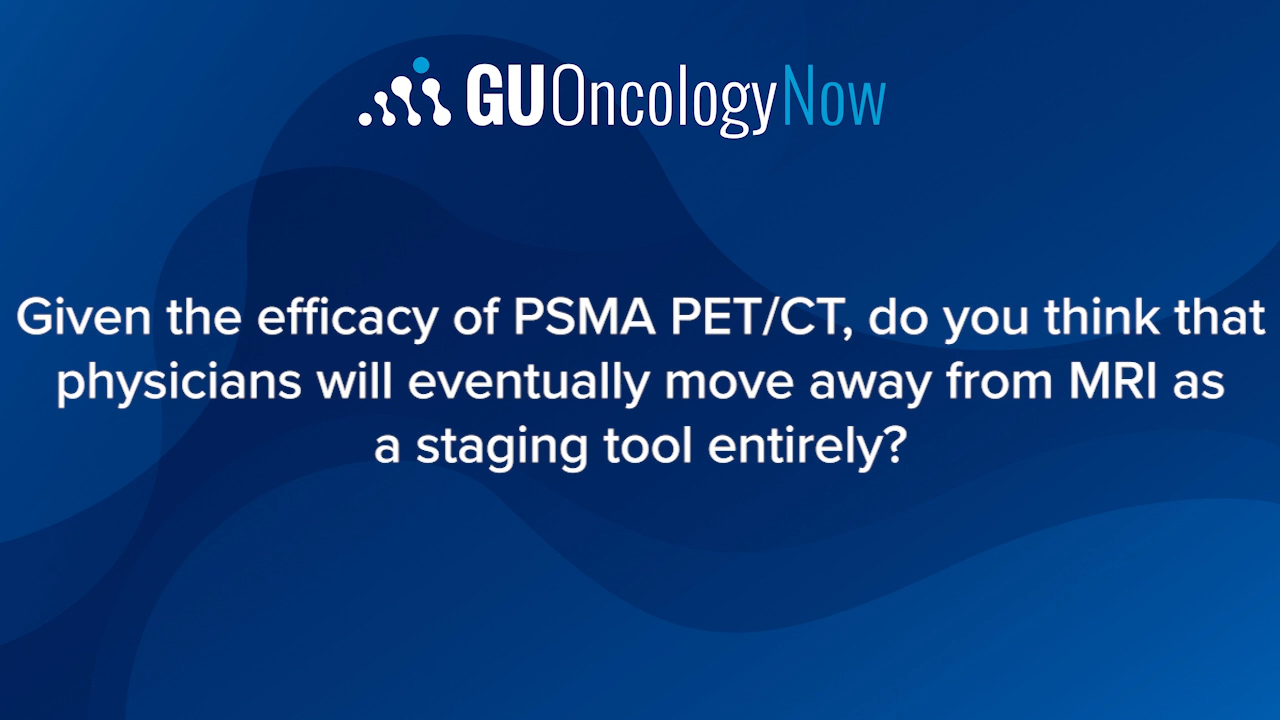 GUOncologyNow
Given the efficacy of PSMA PET/CT, do you think that
physicians will eventually move away from MRI as
a staging tool entirely?